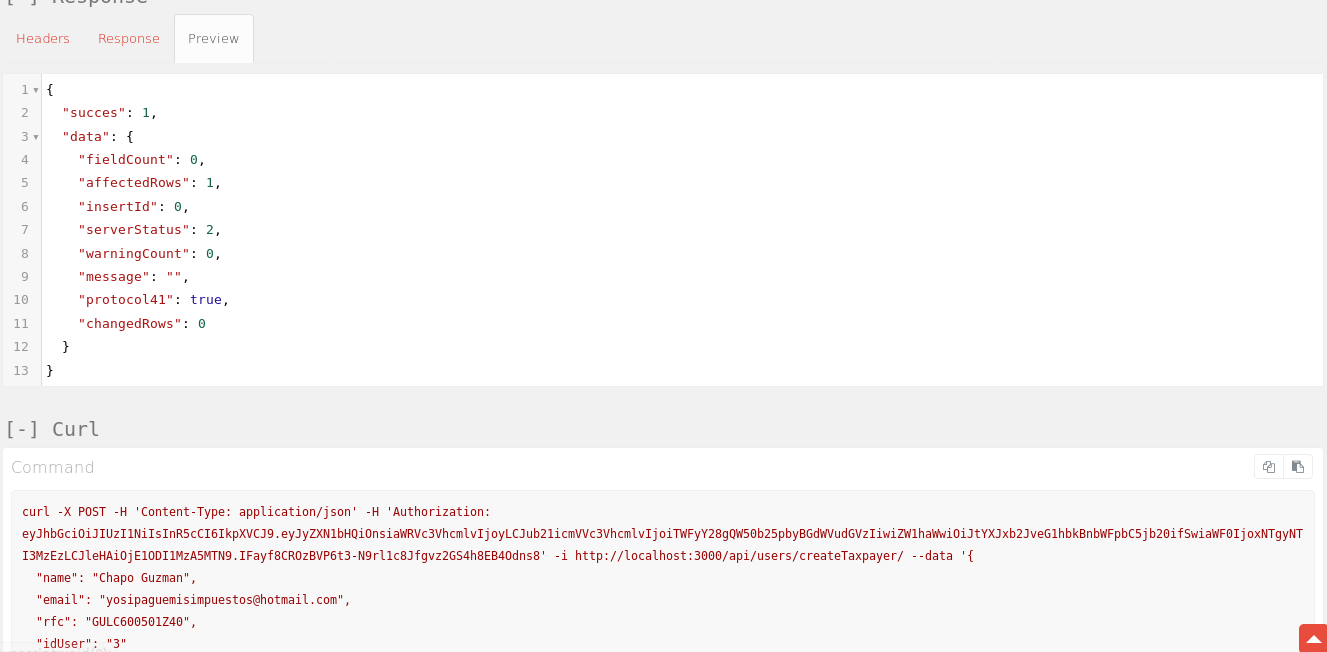 [-] Response
Headers Response Preview
1 {
2 "succes": 1,
3 "data": {
4 "fieldCount": 0,
5 "affectedRows": 1,
6 "insertId": 0,
7 "serverStatus": 2,
8 "warningCount": 0,
9 "message": "",
10 "protocol41": true,
11 "changedRows": 0
12 }
13 }
[-] Curl
Command
curl -X POST -H 'Content-Type: application/json' -H 'Authorization:
eyJhbGciOiJIUzI1NiIsInR5cCI6IkpXVCJ9.eyJyZXN1bHQiOnsiaWRVc3VhcmlvIjoyLCJub21icmVVc3VhcmlvIjoiTWFyY28gQW50b25pbyBGdWVudGVzIiwiZW1haWwiOiJtYXJxb2JveG1hbkBnbWFpbC5jb20ifSwiaWF0IjoxNTgyNT
I3MzEzLCJleHAiOjE1ODI1MzA5MTN9.IFayf8CROzBVP6t3-N9rl1c8Jfgvz2GS4h8EB4Odns8' -i http://localhost:3000/api/users/createTaxpayer/ --data '{
"name": "Chapo Guzman",
"email": "yosipaguemisimpuestos@hotmail.com",
"rfc": "GULC600501Z40",
"idUser": "3"